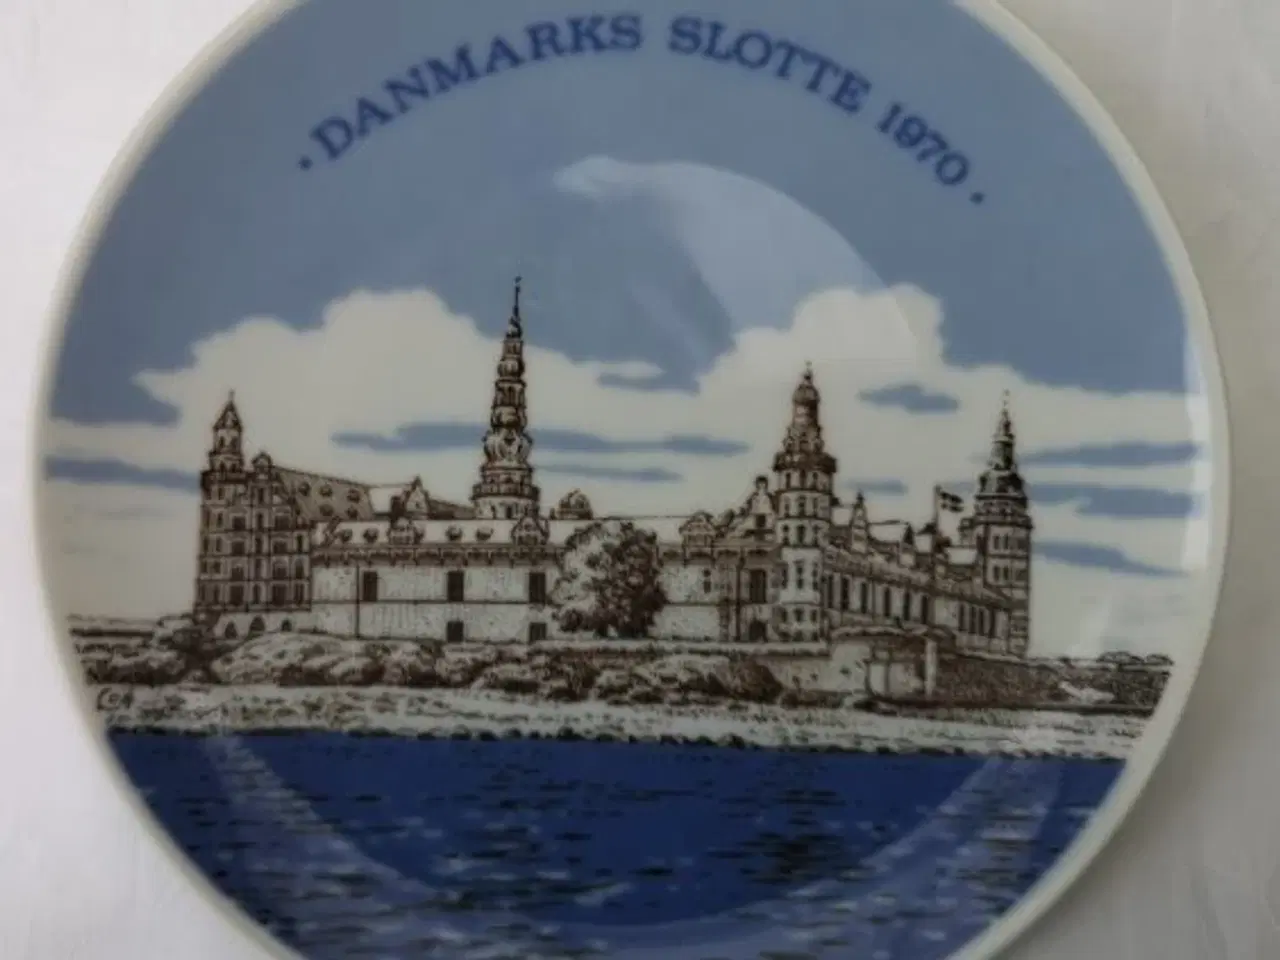 · DANMARKS SLOTTE 1970 ·